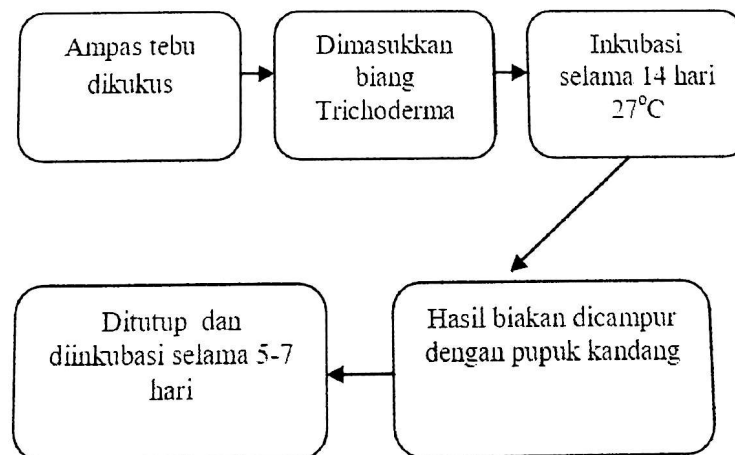 Ampas tebu
dikukus
Dimasukkan
biang
Trichoderma
Inkubasi
selama 14 hari
27°C
Hasil biakan dicampur
dengan pupuk kandang
Ditutup dan
diinkubasi selama 5-7
hari